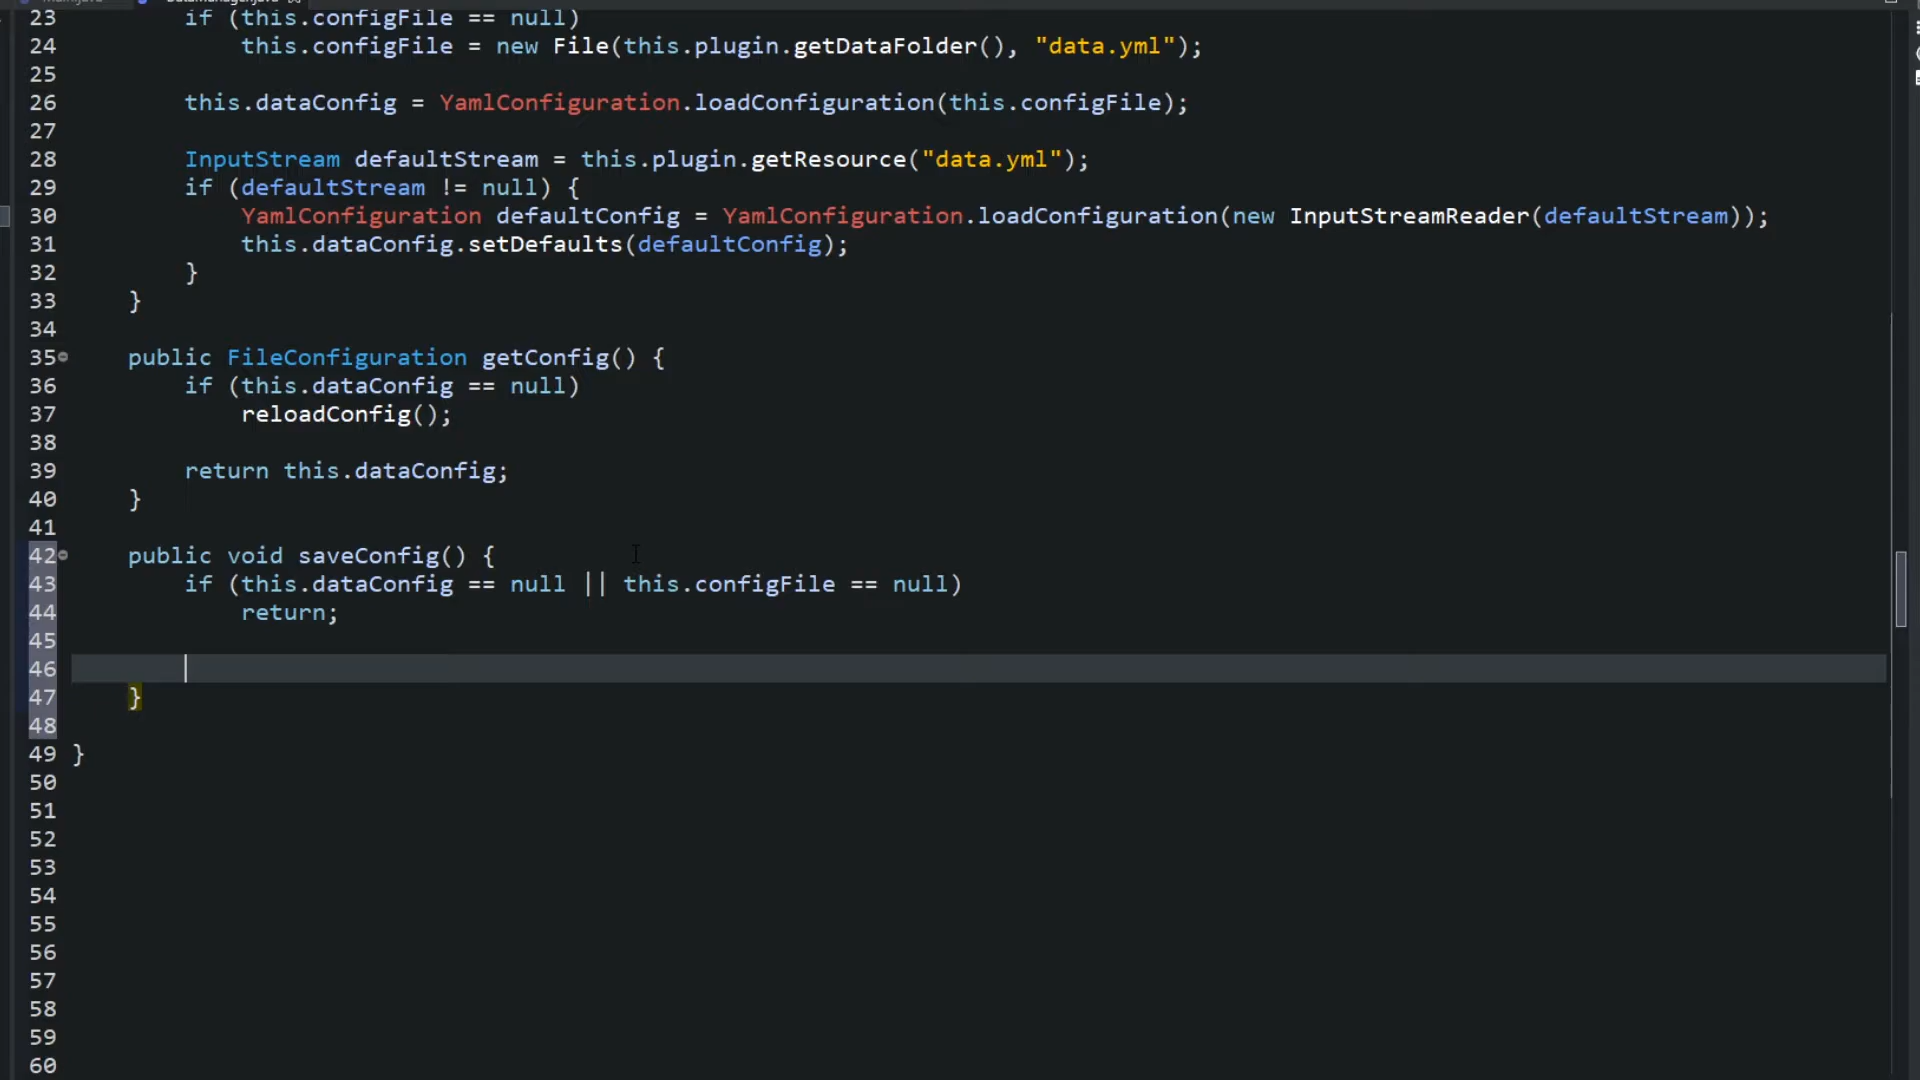 23 if (this.configFile == null)
24 this.configFile = new File(this.plugin.getDataFolder(), "data.yml");
25
26 this.dataConfig = YamlConfiguration.loadConfiguration(this.configFile);
27
28 InputStream defaultStream = this.plugin.getResource("data.yml");
29 if (defaultStream != null) {
30 YamlConfiguration defaultConfig = YamlConfiguration.loadConfiguration(new InputStreamReader(defaultStream));
31 this.dataConfig.setDefaults(defaultConfig);
32 }
33 }
34
35 public FileConfiguration getConfig() {
36 if (this.dataConfig == null)
37 reloadConfig();
38
39 return this.dataConfig;
40 }
41
42 public void saveConfig() {
43 if (this.dataConfig == null || this.configFile == null)
44 return;
45
46
47 }
48
49 }
50
51
52
53
54
55
56
57
58
59
60